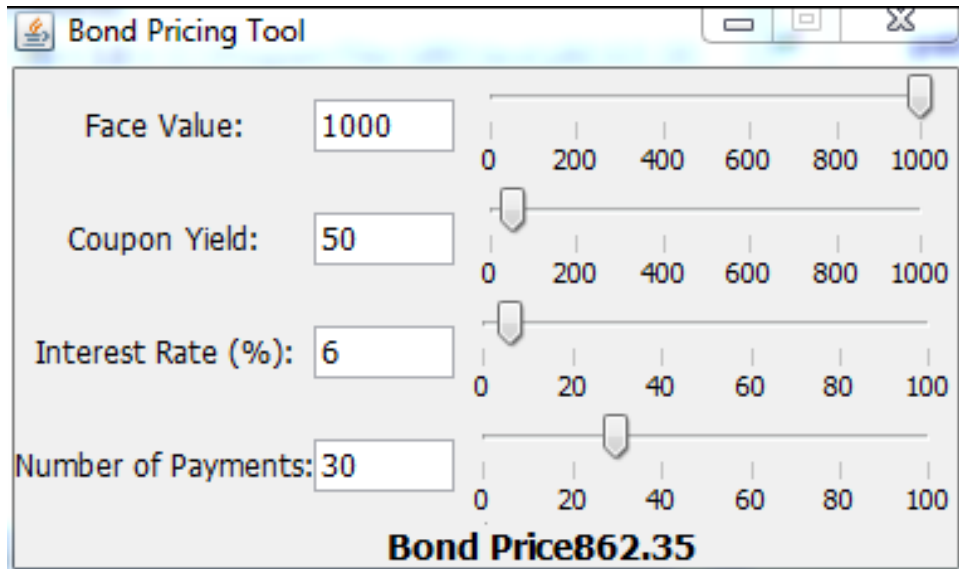 Bond Pricing Tool
Face Value: 1000
0 200 400 600 800 1000
Coupon Yield: 50
0 200 400 600 800 1000
Interest Rate (%): 6
0 20 40 60 80 100
Number of Payments: 30
0 20 40 60 80 100
Bond Price862.35